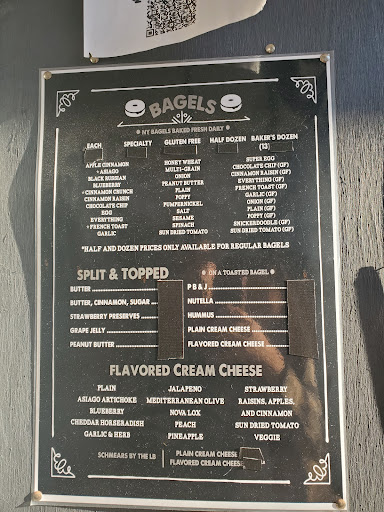 BAGELS
NY BAGELS BAKED FRESH DAILY
EACH SPECIALTY GLUTEN FREE HALF DOZEN BAKER'S DOZEN (13)
APPLE CINNAMON
+ ASIAGO
BLACK RUSSIAN
BLUEBERRY
+ CINNAMON CRUNCH
CINNAMON RAISIN
CHOCOLATE CHIP
EGG
EVERYTHING
+ FRENCH TOAST
GARLIC
HONEY WHEAT
MULTI-GRAIN
ONION
PEANUT BUTTER
PLAIN
POPPY
PUMPERNICKEL
SALT
SESAME
SPINACH
SUN DRIED TOMATO
SUPER EGG
CHOCOLATE CHIP (GF)
CINNAMON RAISIN (GF)
EVERYTHING (GF)
FRENCH TOAST (GF)
GARLIC (GF)
ONION (GF)
PLAIN (GF)
POPPY (GF)
SNICKERDOODLE (GF)
SUN DRIED TOMATO (GF)
*HALF AND DOZEN PRICES ONLY AVAILABLE FOR REGULAR BAGELS
SPLIT & TOPPED
ON A TOASTED BAGEL
BUTTER
BUTTER, CINNAMON, SUGAR
STRAWBERRY PRESERVES
GRAPE JELLY
PEANUT BUTTER
P B & J
NUTELLA
HUMMUS
PLAIN CREAM CHEESE
FLAVORED CREAM CHEESE
FLAVORED CREAM CHEESE
PLAIN
ASIAGO ARTICHOKE
BLUEBERRY
CHEDDAR HORSERADISH
GARLIC & HERB
JALAPENO
MEDITERRANEAN OLIVE
NOVA LOX
PEACH
PINEAPPLE
STRAWBERRY
RAISINS, APPLES,
AND CINNAMON
SUN DRIED TOMATO
VEGGIE
SCHMEARS BY THE LB
PLAIN CREAM CHEESE
FLAVORED CREAM CHEESE